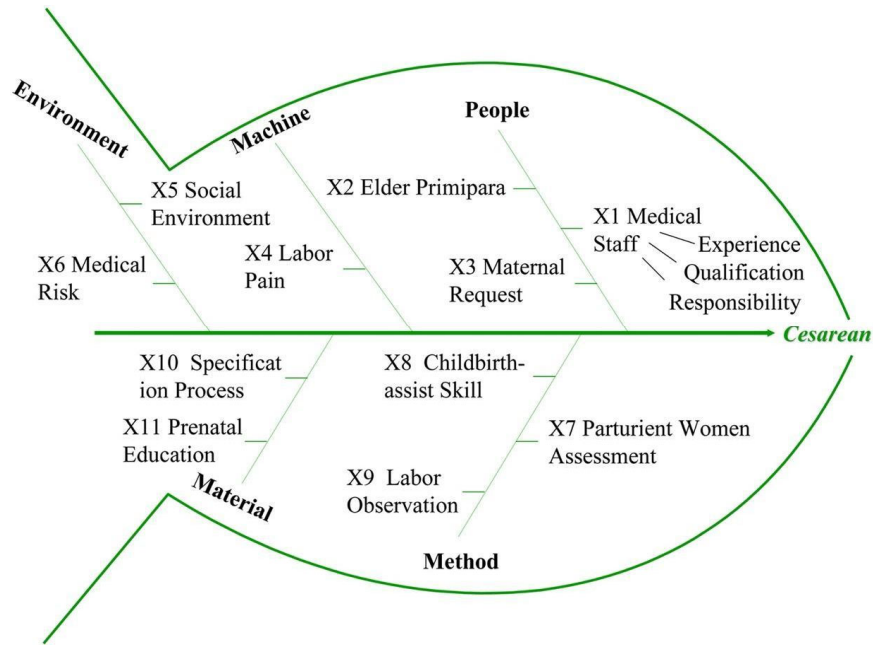 Environment
Machine
People
X5 Social
Environment
X2 Elder Primipara
X1 Medical
Staff
Experience
Qualification
Responsibility
X6 Medical
Risk
X4 Labor
Pain
X3 Maternal
Request
Cesarean
X10 Specificat
ion Process
X8 Childbirth-
assist Skill
X11 Prenatal
Education
X7 Parturient Women
Assessment
X9 Labor
Observation
Material
Method